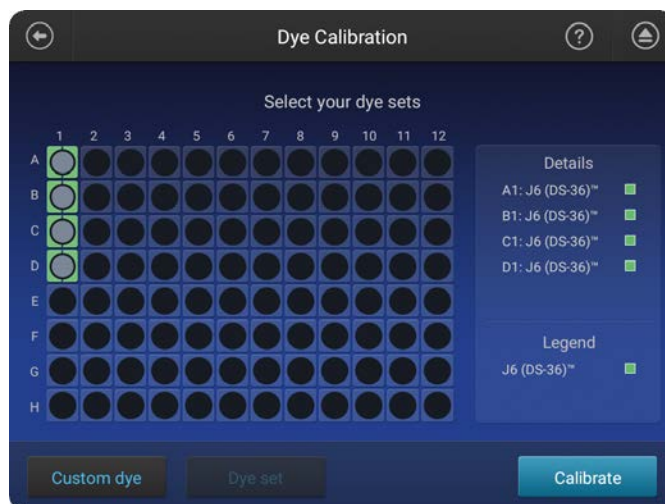 Dye Calibration
?
Select your dye sets
1 2 3 4 5 6 7 8 9 10 11 12
A
B
C
D
E
F
G
H
Details
A1: J6 (DS-36)™
B1: J6 (DS-36)™
C1: J6 (DS-36)™
D1: J6 (DS-36)™
Legend
J6 (DS-36)™
Custom dye
Dye set
Calibrate